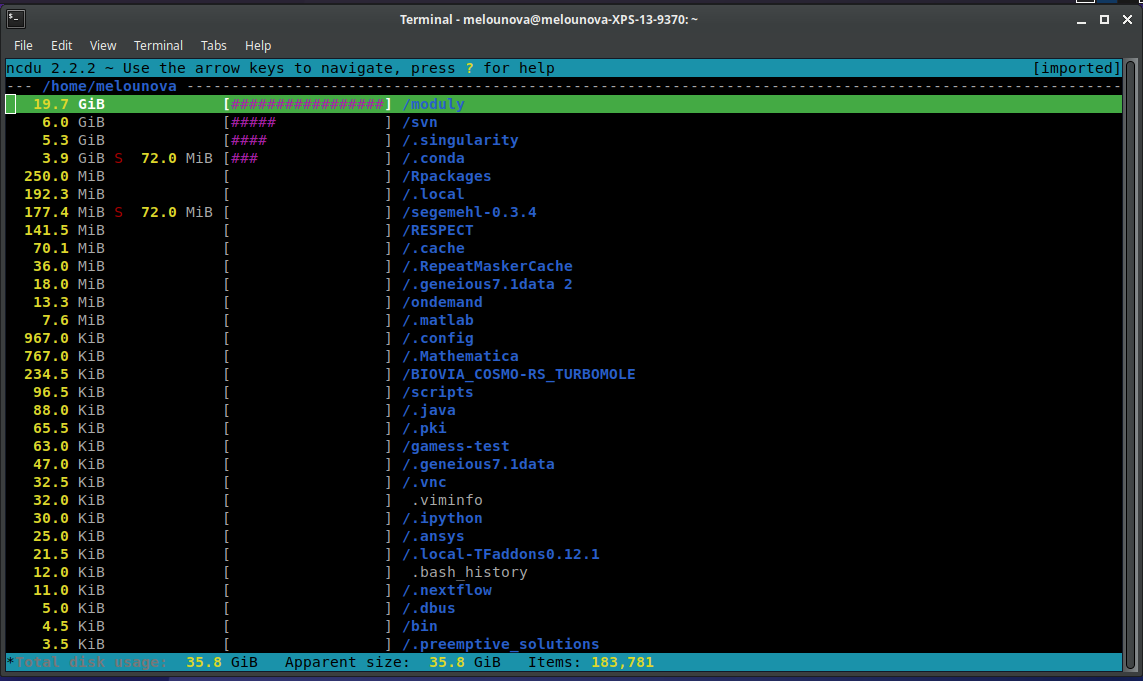 Terminal - melounova@melounova-XPS-13-9370: ~
File Edit View Terminal Tabs Help
ncdu 2.2.2 ~ Use the arrow keys to navigate, press ? for help [imported]
--- /home/melounova ---
19.7 GiB [#################] /moduly
6.0 GiB [##### ] /svn
5.3 GiB [#### ] /.singularity
3.9 GiB S 72.0 MiB [### ] /.conda
250.0 MiB [ ] /Rpackages
192.3 MiB [ ] /.local
177.4 MiB S 72.0 MiB [ ] /segemehl-0.3.4
141.5 MiB [ ] /RESPECT
70.1 MiB [ ] /.cache
36.0 MiB [ ] /.RepeatMaskerCache
18.0 MiB [ ] /.geneious7.1data 2
13.3 MiB [ ] /ondemand
7.6 MiB [ ] /.matlab
967.0 KiB [ ] /.config
767.0 KiB [ ] /.Mathematica
234.5 KiB [ ] /BIOVIA_COSMO-RS_TURBOMOLE
96.5 KiB [ ] /scripts
88.0 KiB [ ] /.java
65.5 KiB [ ] /.pki
63.0 KiB [ ] /gamess-test
47.0 KiB [ ] /.geneious7.1data
32.5 KiB [ ] /.vnc
32.0 KiB [ ] .viminfo
30.0 KiB [ ] /.ipython
25.0 KiB [ ] /.ansys
21.5 KiB [ ] /.local-TFaddons0.12.1
12.0 KiB [ ] .bash_history
11.0 KiB [ ] /.nextflow
5.0 KiB [ ] /.dbus
4.5 KiB [ ] /bin
3.5 KiB [ ] /.preemptive_solutions
*Total disk usage: 35.8 GiB Apparent size: 35.8 GiB Items: 183,781